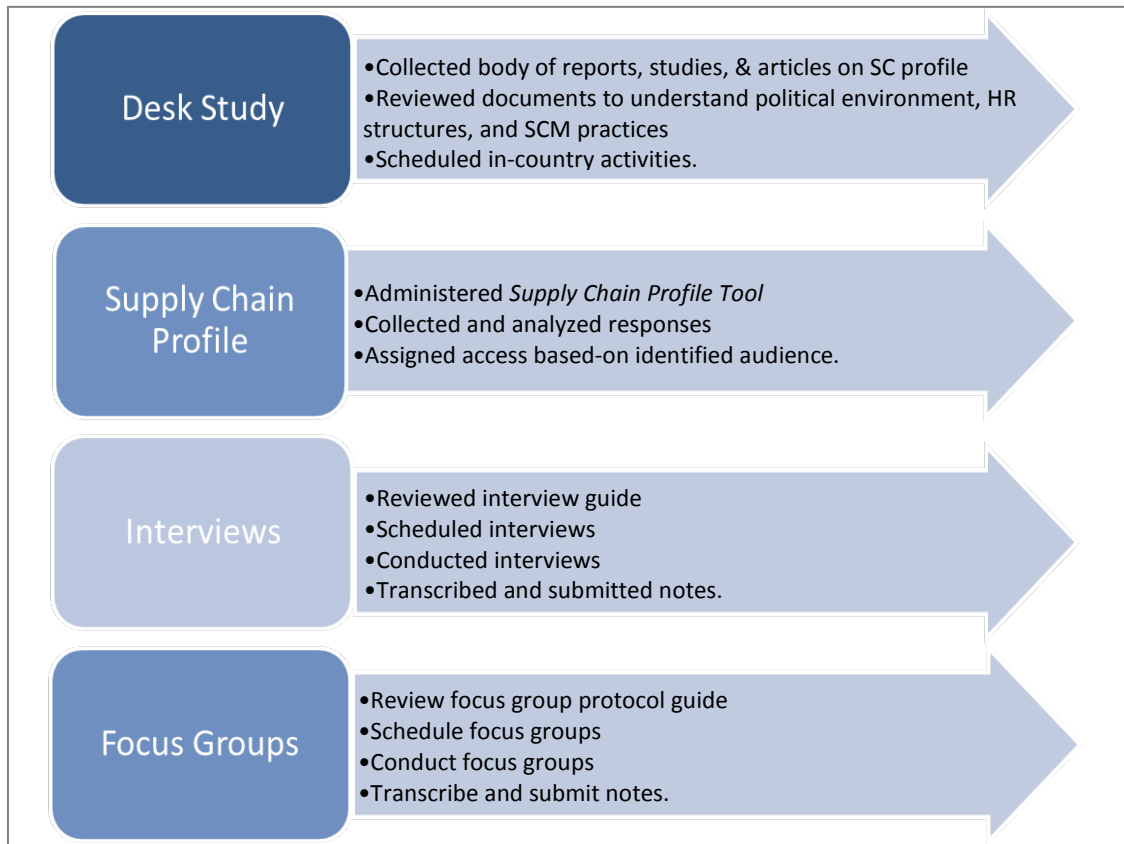 Desk Study
•Collected body of reports, studies, & articles on SC profile
•Reviewed documents to understand political environment, HR
structures, and SCM practices
•Scheduled in-country activities.
Supply Chain
Profile
•Administered Supply Chain Profile Tool
•Collected and analyzed responses
•Assigned access based-on identified audience.
Interviews
•Reviewed interview guide
•Scheduled interviews
•Conducted interviews
•Transcribed and submitted notes.
Focus Groups
•Review focus group protocol guide
•Schedule focus groups
•Conduct focus groups
•Transcribe and submit notes.